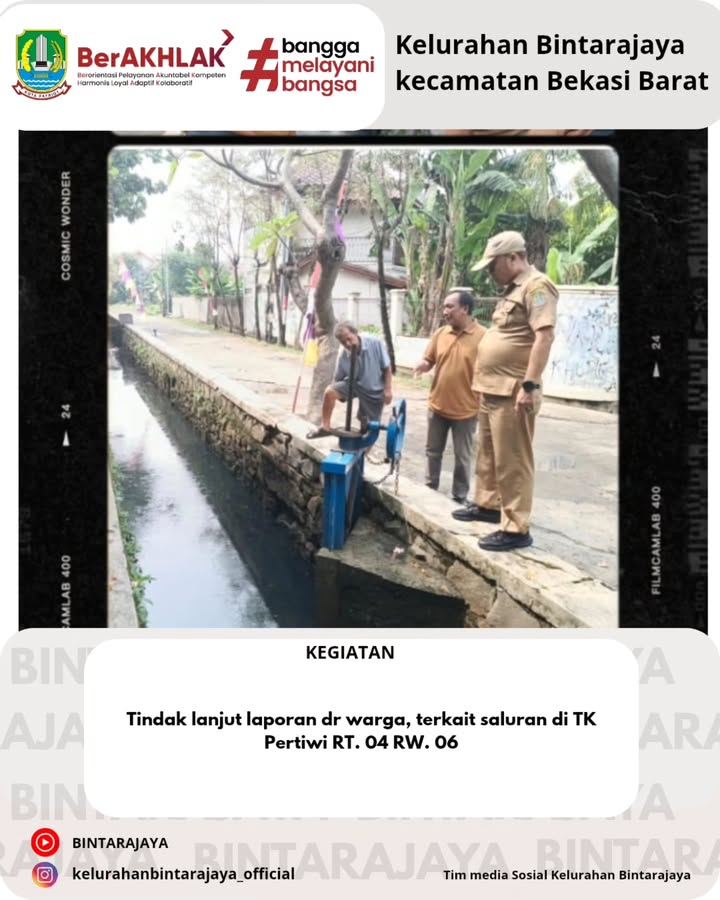 BerAKHLAK
Berorientasi Pelayanan Akuntabel Kompeten
Harmonis Loyal Adaptif Kolaboratif
#bangga
melayani
bangsa
Kelurahan Bintarajaya
kecamatan Bekasi Barat
COSMIC WONDER
24
24
FILMCAMLAB 400
AMLAB 400
KEGIATAN
Tindak lanjut laporan dr warga, terkait saluran di TK
Pertiwi RT. 04 RW. 06
BINTARAJAYA
kelurahanbintarajaya_official
Tim media Sosial Kelurahan Bintarajaya